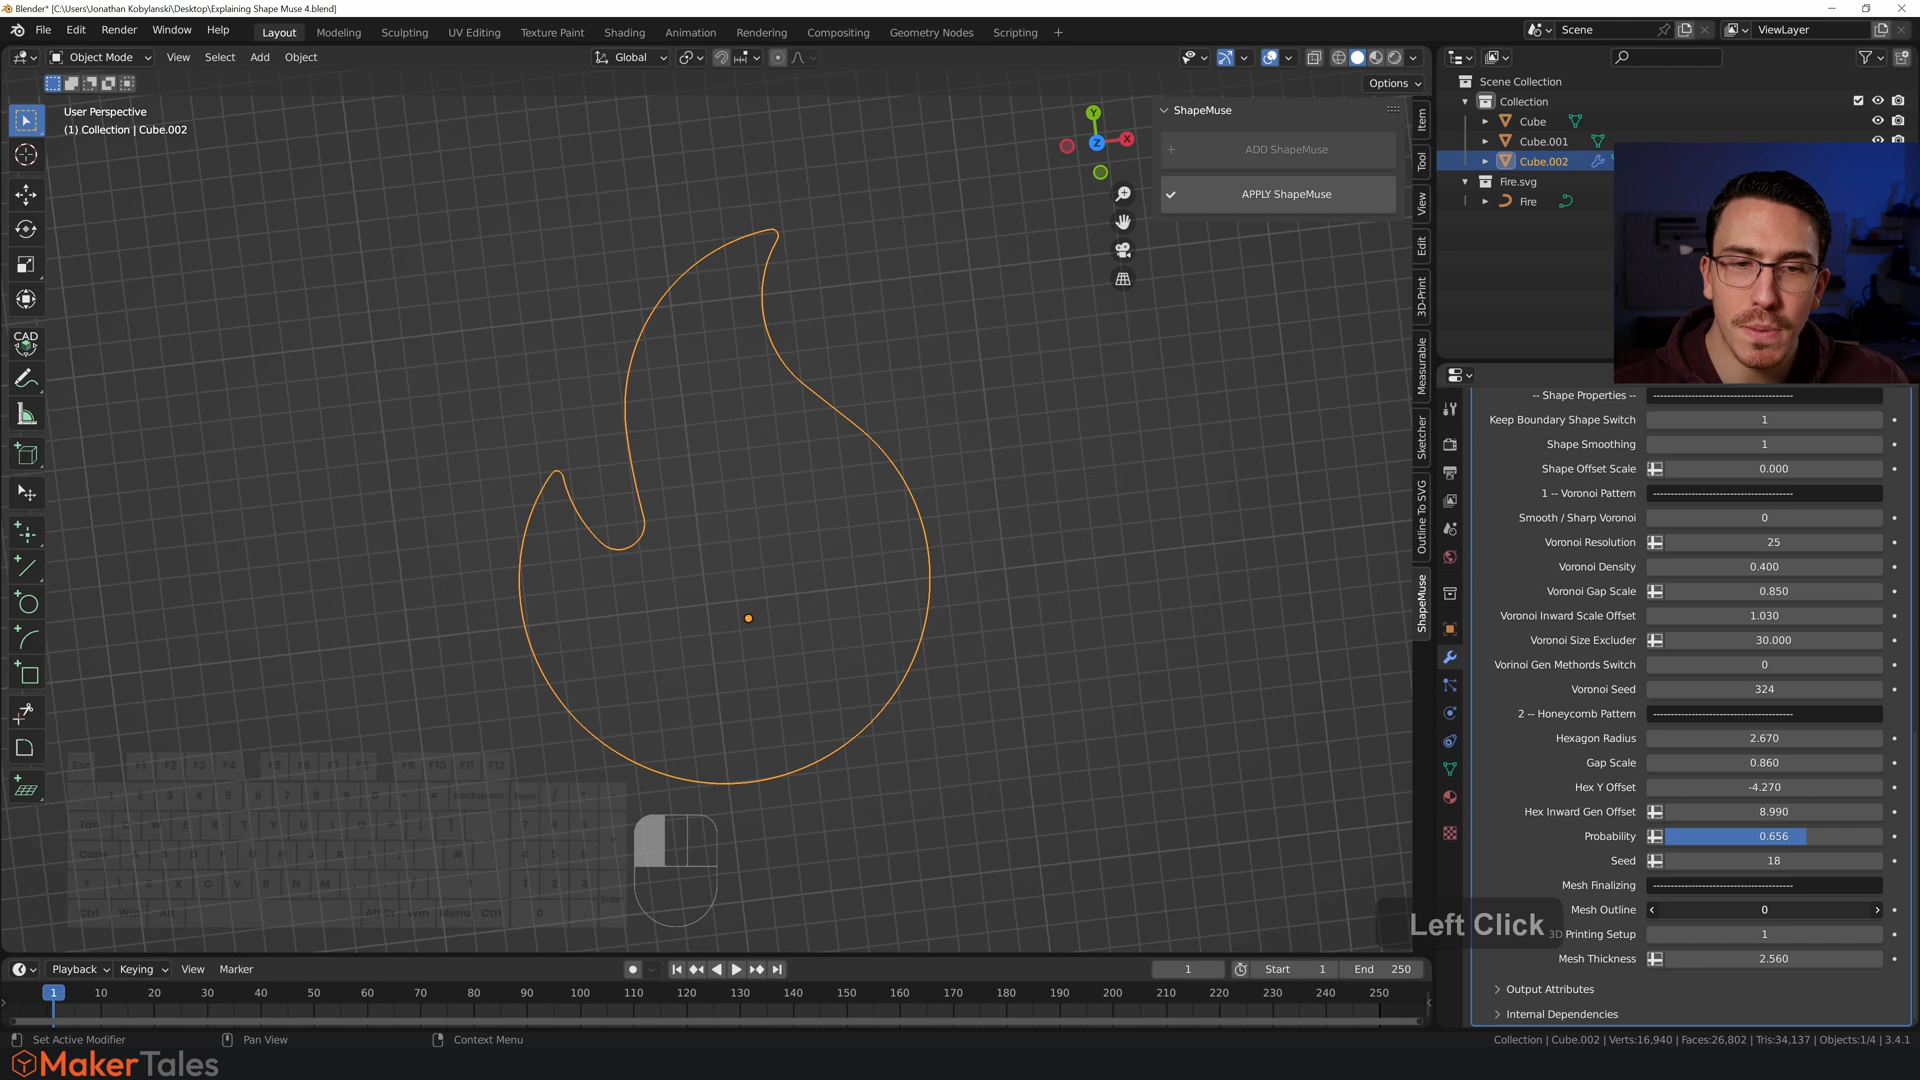 Blender* [C:\Users\Jonathan Kobylanski\Desktop\Explaining Shape Muse 4.blend]
File Edit Render Window Help Layout Modeling Sculpting UV Editing Texture Paint Shading Animation Rendering Compositing Geometry Nodes Scripting + Scene ViewLayer
Object Mode View Select Add Object Global
Options
User Perspective
(1) Collection | Cube.002
ShapeMuse
ADD ShapeMuse
APPLY ShapeMuse
Y
X
Z
CAD
Item
Tool
View
Edit
3D-Print
Measurable
Sketcher
Outline To SVG
ShapeMuse
Scene Collection
Collection
Cube
Cube.001
Cube.002
Fire.svg
Fire
-- Shape Properties -- ----------------------------------------
Keep Boundary Shape Switch 1
Shape Smoothing 1
Shape Offset Scale 0.000
1 -- Voronoi Pattern ----------------------------------------
Smooth / Sharp Voronoi 0
Voronoi Resolution 25
Voronoi Density 0.400
Voronoi Gap Scale 0.850
Voronoi Inward Scale Offset 1.030
Voronoi Size Excluder 30.000
Vorinoi Gen Methords Switch 0
Voronoi Seed 324
2 -- Honeycomb Pattern ----------------------------------------
Hexagon Radius 2.670
Gap Scale 0.860
Hex Y Offset -4.270
Hex Inward Gen Offset 8.990
Probability 0.656
Seed 18
Mesh Finalizing ----------------------------------------
Mesh Outline 0
3D Printing Setup 1
Mesh Thickness 2.560
Output Attributes
Internal Dependencies
Left Click
Playback Keying View Marker 1 Start 1 End 250
1 10 20 30 40 50 60 70 80 90 100 110 120 130 140 150 160 170 180 190 200 210 220 230 240 250
Set Active Modifier Pan View Context Menu Collection | Cube.002 | Verts:16,940 | Faces:26,802 | Tris:34,137 | Objects:1/4 | 3.4.1
MakerTales